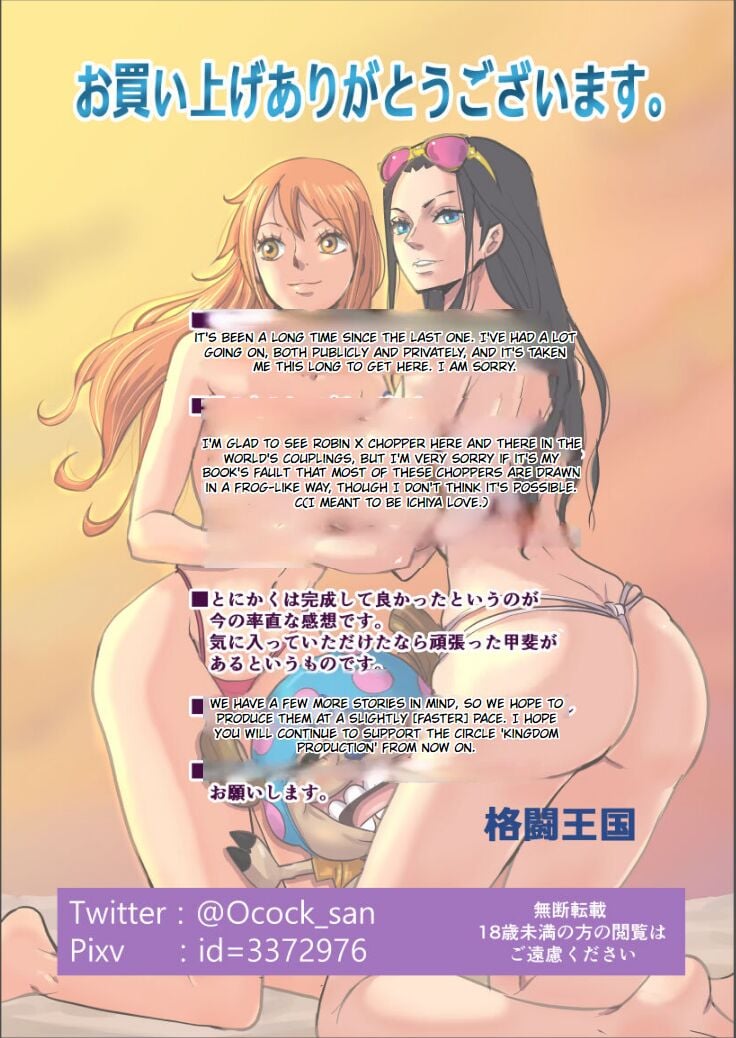 お買い上げありがとうございます。
IT'S BEEN A LONG TIME SINCE THE LAST ONE. I'VE HAD A LOT
GOING ON, BOTH PUBLICLY AND PRIVATELY, AND IT'S TAKEN
ME THIS LONG TO GET HERE. I AM SORRY.
I'M GLAD TO SEE ROBIN X CHOPPER HERE AND THERE IN THE
WORLD'S COUPLINGS, BUT I'M VERY SORRY IF IT'S MY
BOOK'S FAULT THAT MOST OF THESE CHOPPERS ARE DRAWN
IN A FROG-LIKE WAY, THOUGH I DON'T THINK IT'S POSSIBLE.
C(I MEANT TO BE ICHIYA LOVE.)
■とにかくは完成して良かったというのが
今の率直な感想です。
気に入っていただけたなら頑張った甲斐が
あるというものです。
WE HAVE A FEW MORE STORIES IN MIND, SO WE HOPE TO
PRODUCE THEM AT A SLIGHTLY [FASTER] PACE. I HOPE
YOU WILL CONTINUE TO SUPPORT THE CIRCLE 'KINGDOM
PRODUCTION' FROM NOW ON.
お願いします。
格闘王国
Twitter : @Ocock_san
Pixv : id=3372976
無断転載
18歳未満の方の閲覧は
ご遠慮ください